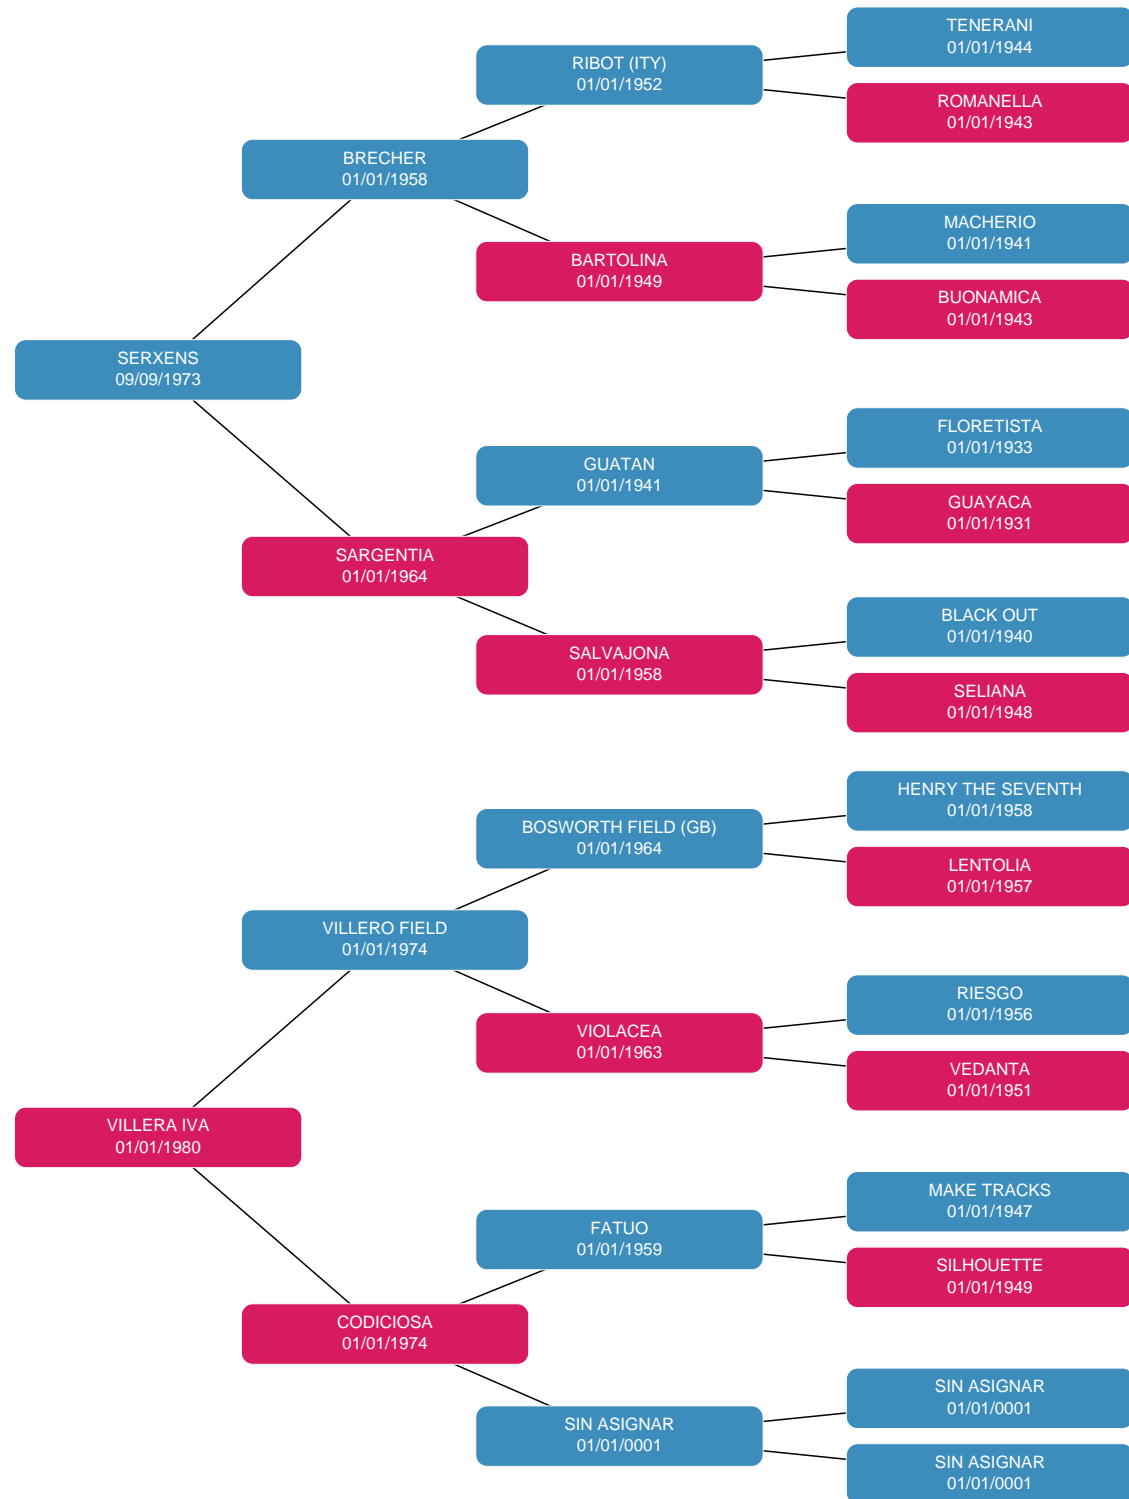 TENERANI
01/01/1944
RIBOT (ITY)
01/01/1952
ROMANELLA
01/01/1943
BRECHER
01/01/1958
MACHERIO
01/01/1941
BARTOLINA
01/01/1949
BUONAMICA
01/01/1943
SERXENS
09/09/1973
FLORETISTA
01/01/1933
GUATAN
01/01/1941
GUAYACA
01/01/1931
SARGENTIA
01/01/1964
BLACK OUT
01/01/1940
SALVAJONA
01/01/1958
SELIANA
01/01/1948
HENRY THE SEVENTH
01/01/1958
BOSWORTH FIELD (GB)
01/01/1964
LENTOLIA
01/01/1957
VILLERO FIELD
01/01/1974
RIESGO
01/01/1956
VIOLACEA
01/01/1963
VEDANTA
01/01/1951
VILLERA IVA
01/01/1980
MAKE TRACKS
01/01/1947
FATUO
01/01/1959
SILHOUETTE
01/01/1949
CODICIOSA
01/01/1974
SIN ASIGNAR
01/01/0001
SIN ASIGNAR
01/01/0001
SIN ASIGNAR
01/01/0001